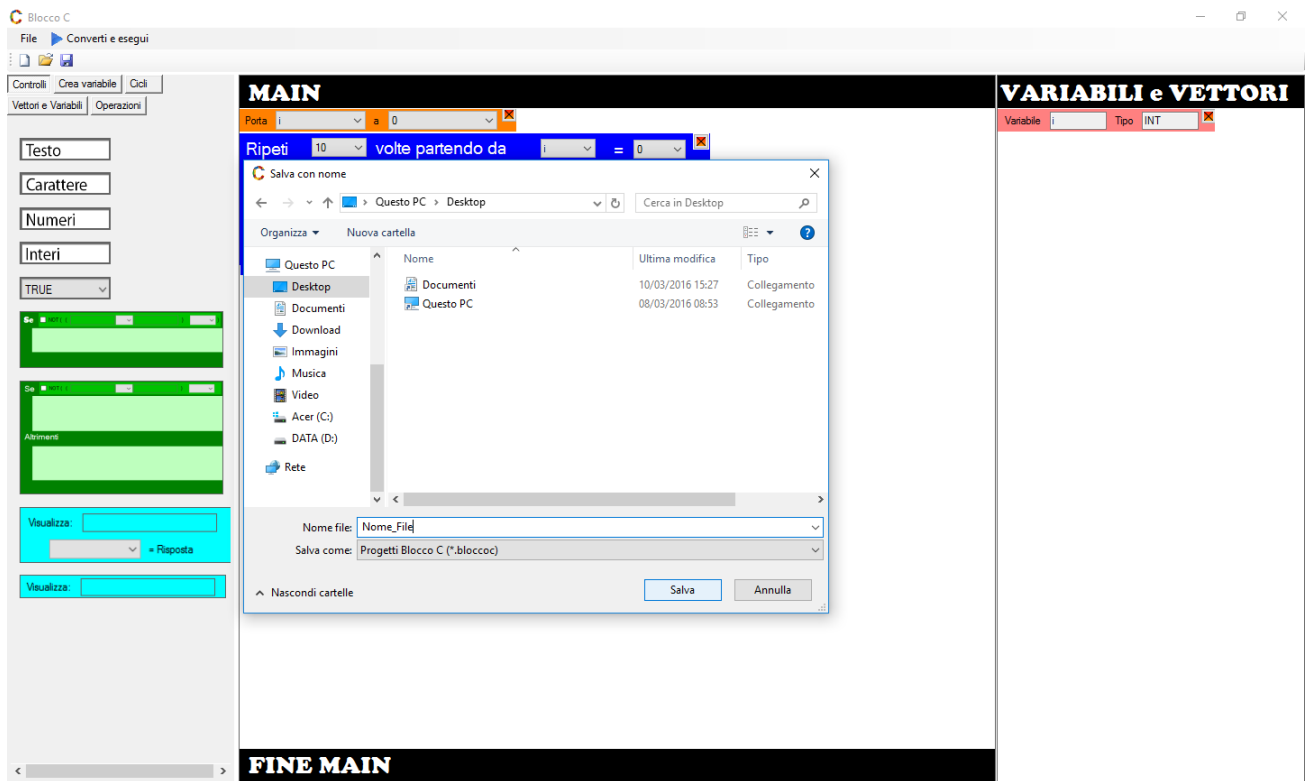 Blocco C
File Converti e esegui
Controlli Crea variabile Cicli
Vettori e Variabili Operazioni
Testo
Carattere
Numeri
Interi
TRUE
Se NOT ( ( ) )
Se NOT ( ( ) )
Altrimenti
Visualizza:
= Risposta
Visualizza:
MAIN
Porta i a 0
Ripeti 10 volte partendo da i = 0
Salva con nome
Questo PC > Desktop
Cerca in Desktop
Organizza Nuova cartella
Questo PC
Desktop
Documenti
Download
Immagini
Musica
Video
Acer (C:)
DATA (D:)
Rete
Nome Ultima modifica Tipo
Documenti 10/03/2016 15:27 Collegamento
Questo PC 08/03/2016 08:53 Collegamento
Nome file: Nome_File
Salva come: Progetti Blocco C (*.bloccoc)
Nascondi cartelle Salva Annulla
FINE MAIN
VARIABILI e VETTORI
Variabile i Tipo INT